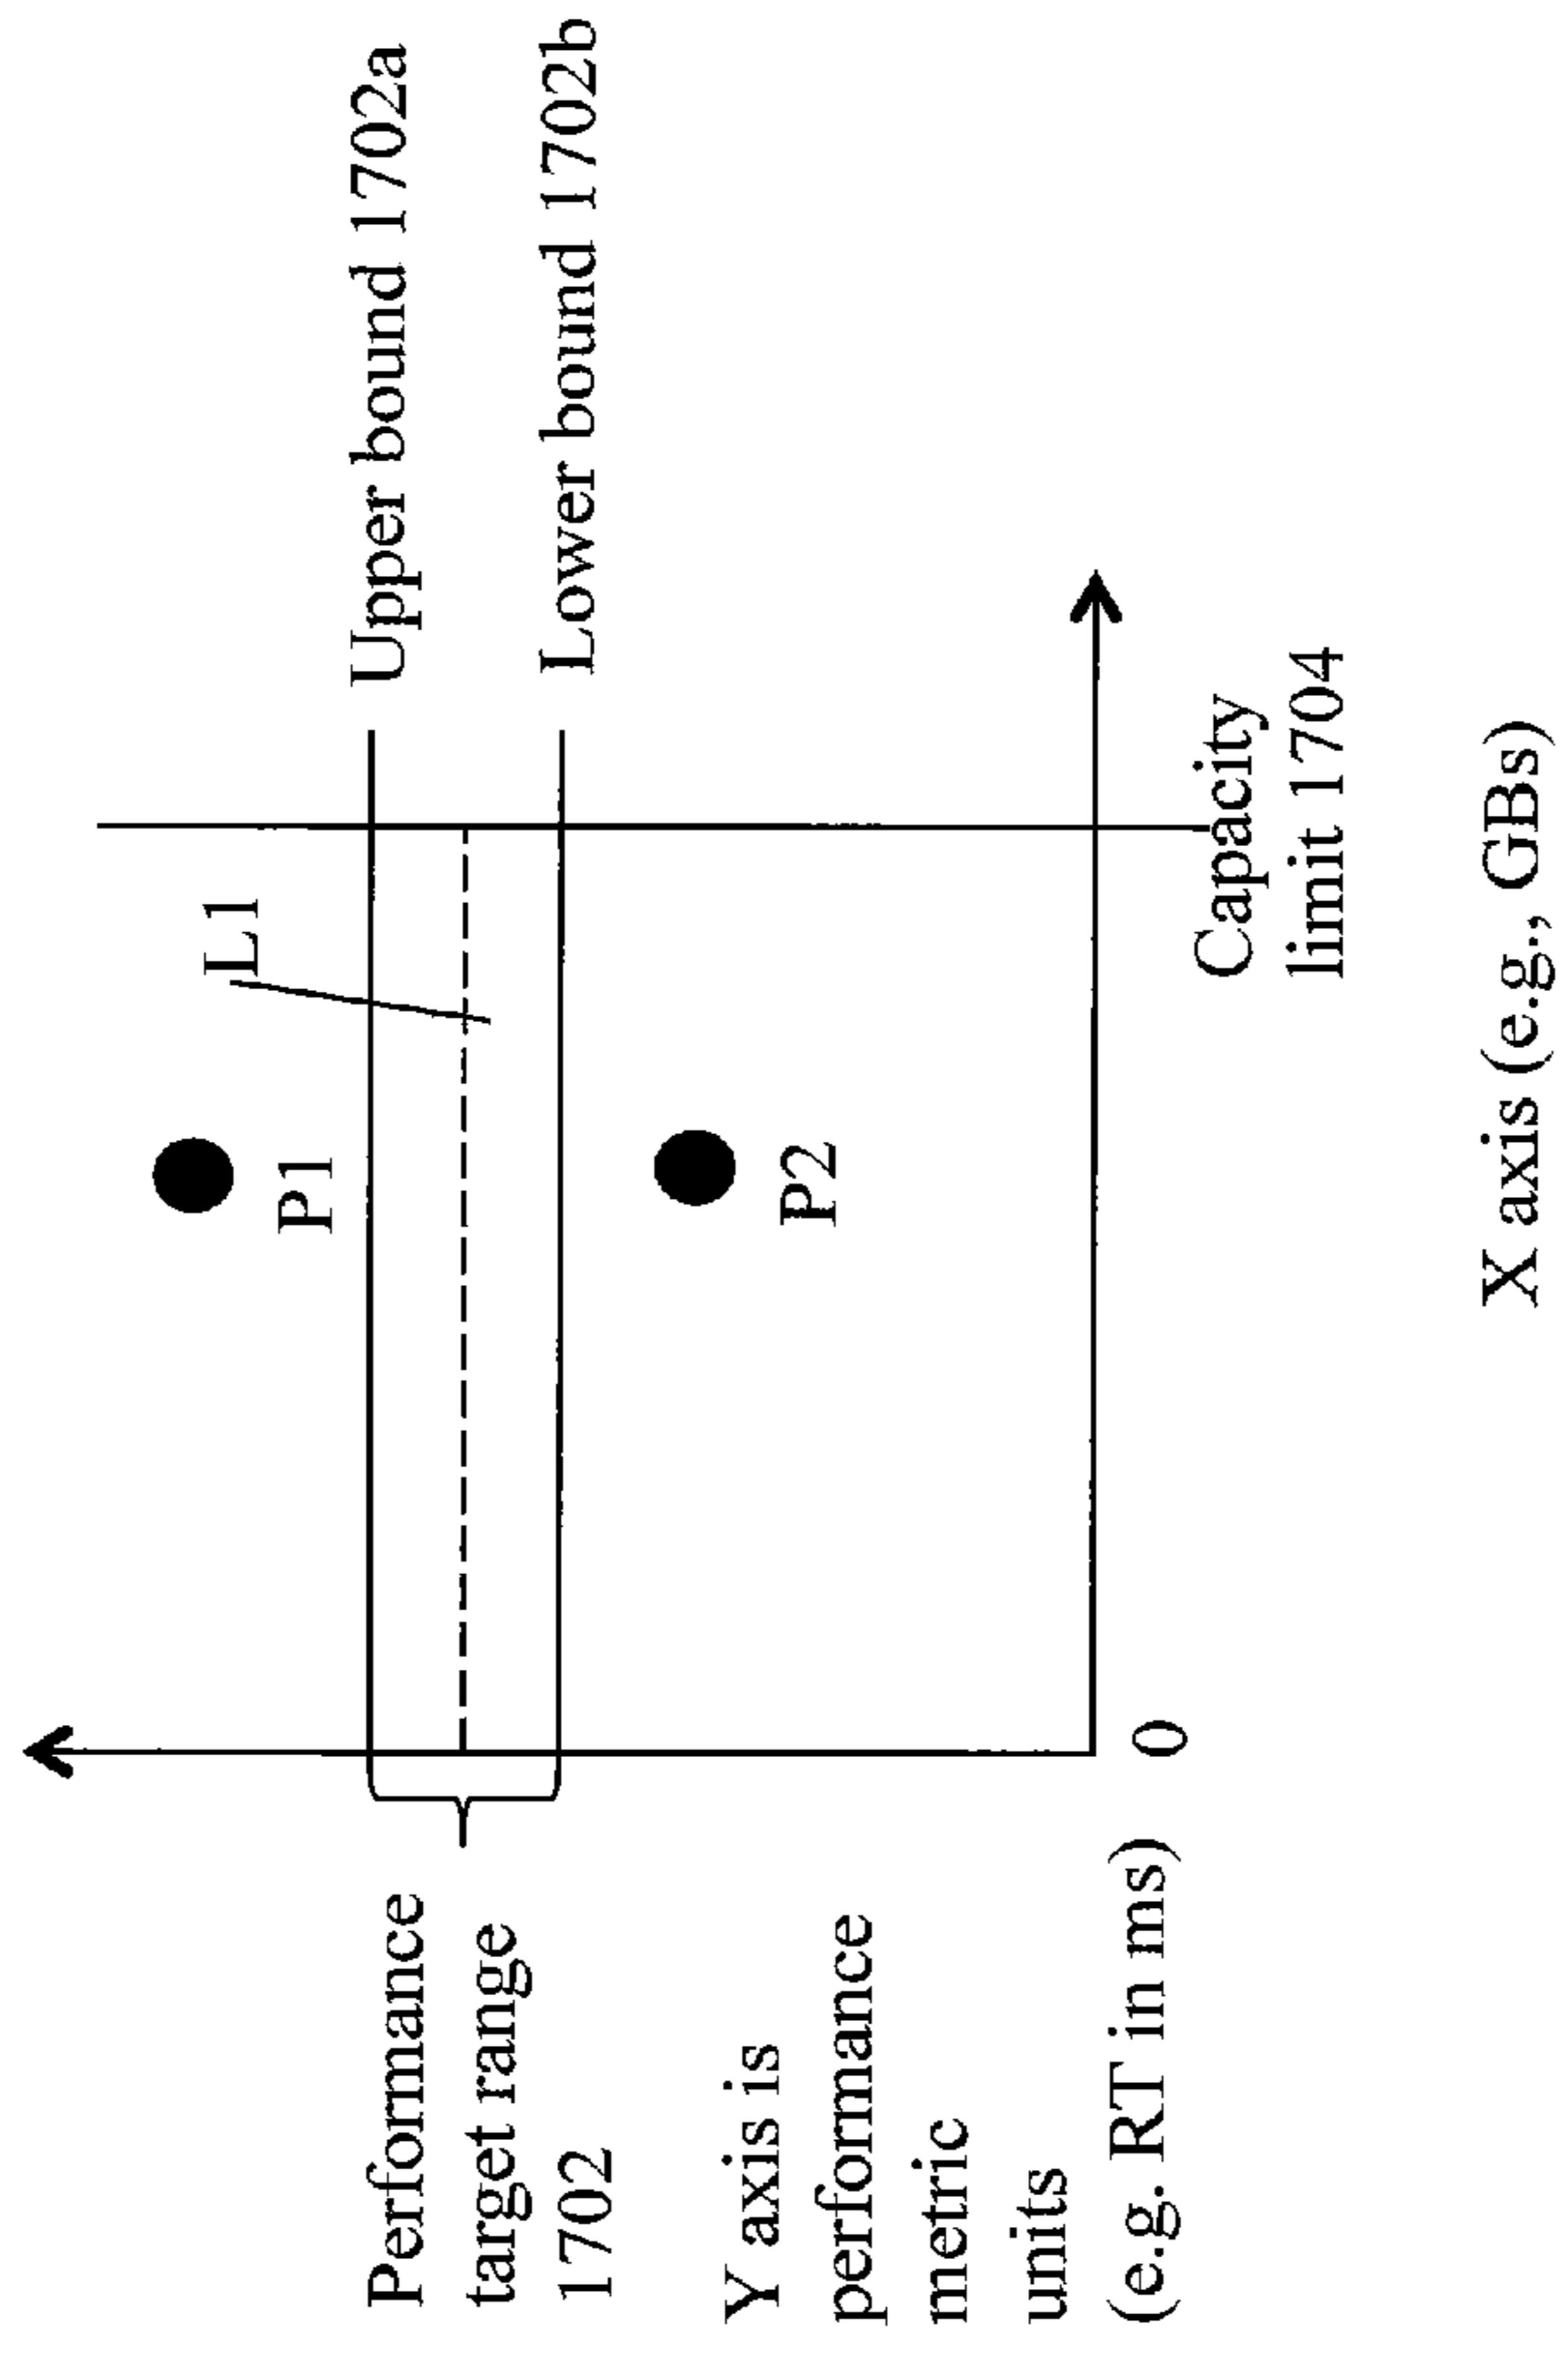 Upper bound 1702a
Lower bound 1702b
L1
P1
P2
Performance
target range
1702
Y axis is
performance
metric
units
(e.g. RT in ms)
0
Capacity
limit 1704
X axis (e.g., GBs)